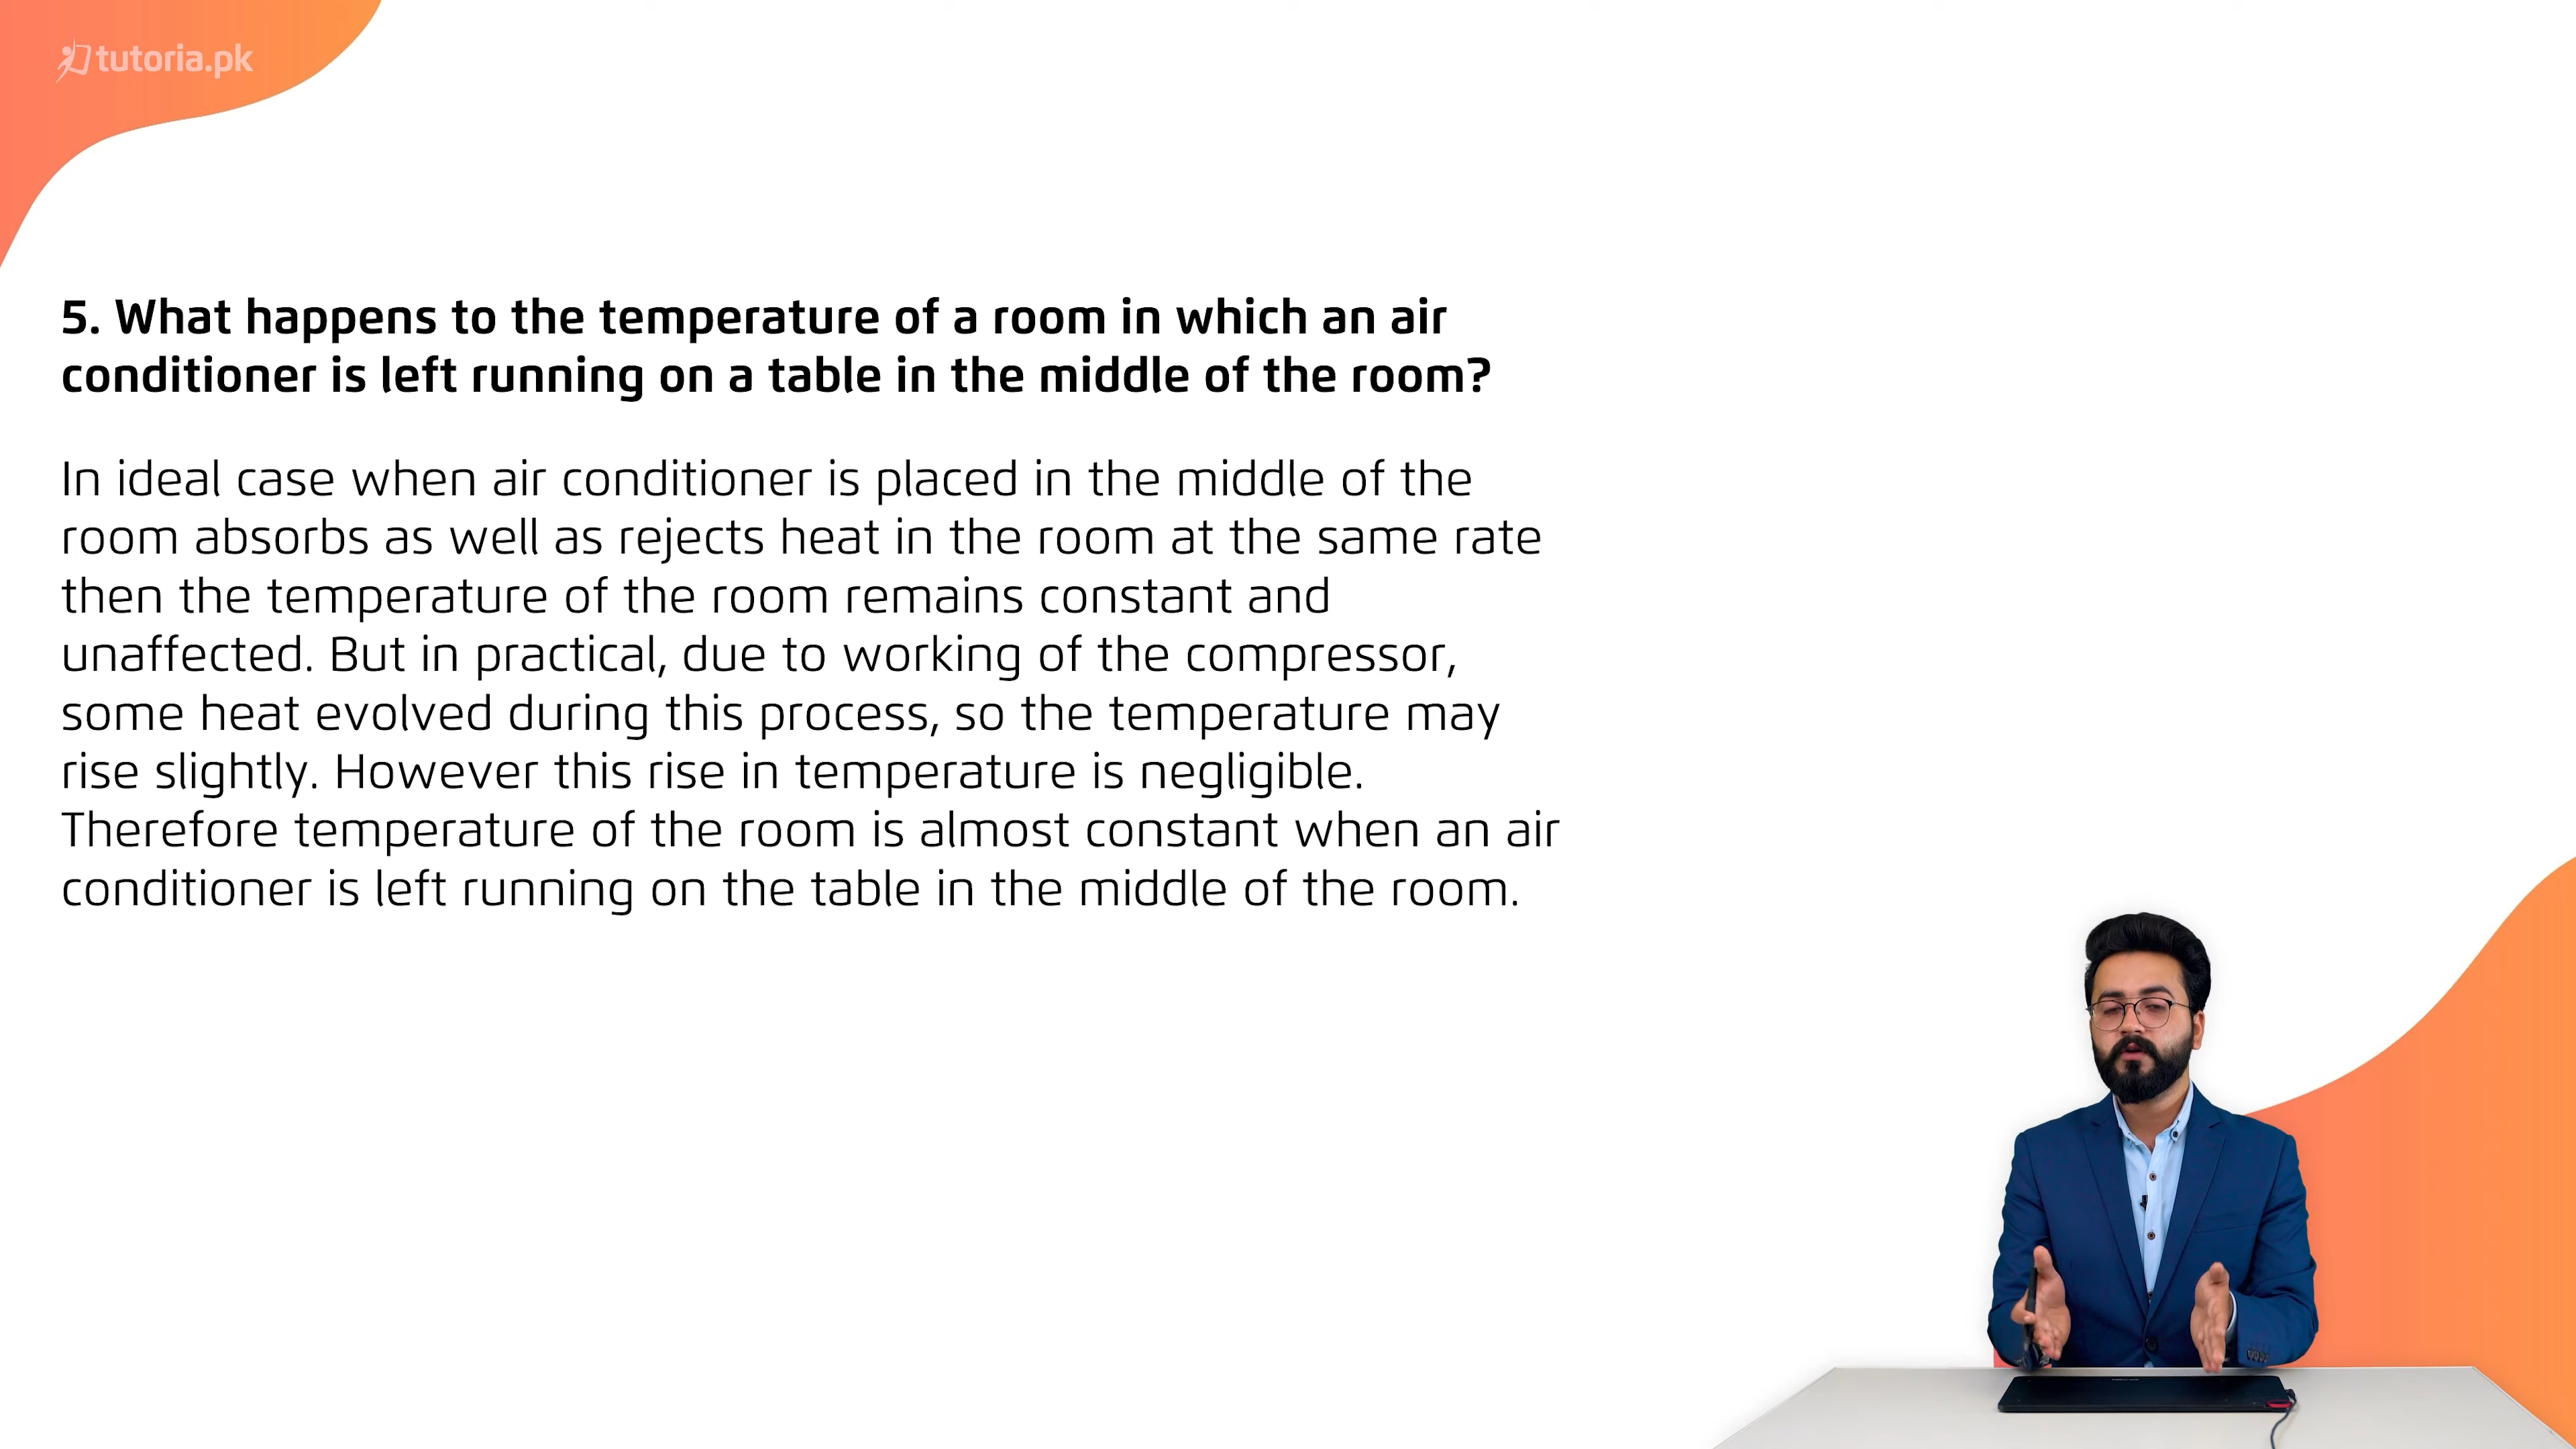 tutoria.pk
5. What happens to the temperature of a room in which an air
conditioner is left running on a table in the middle of the room?
In ideal case when air conditioner is placed in the middle of the
room absorbs as well as rejects heat in the room at the same rate
then the temperature of the room remains constant and
unaffected. But in practical, due to working of the compressor,
some heat evolved during this process, so the temperature may
rise slightly. However this rise in temperature is negligible.
Therefore temperature of the room is almost constant when an air
conditioner is left running on the table in the middle of the room.